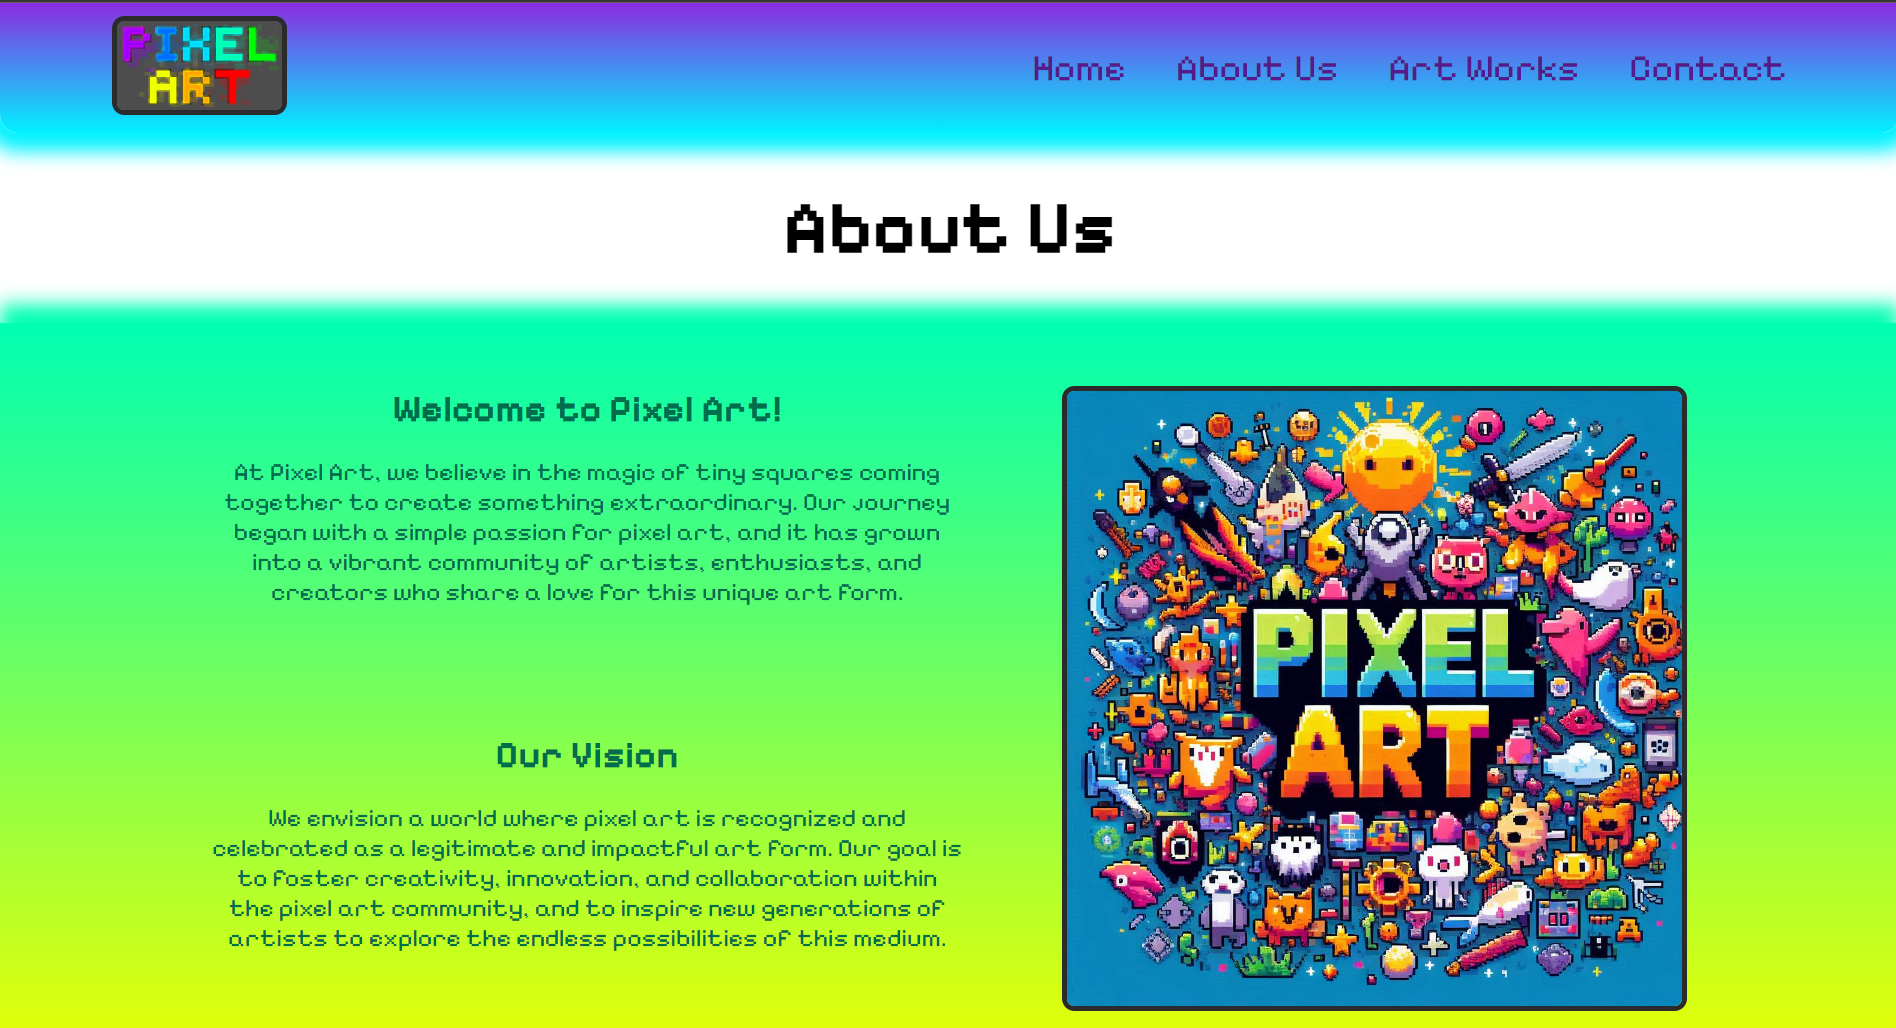 PIXEL
ART
Home About Us Art Works Contact
About Us
Welcome to Pixel Art!
At Pixel Art, we believe in the magic of tiny squares coming
together to create something extraordinary. Our journey
began with a simple passion for pixel art, and it has grown
into a vibrant community of artists, enthusiasts, and
creators who share a love for this unique art form.
Our Vision
We envision a world where pixel art is recognized and
celebrated as a legitimate and impactful art form. Our goal is
to foster creativity, innovation, and collaboration within
the pixel art community, and to inspire new generations of
artists to explore the endless possibilities of this medium.
PIXEL
ART